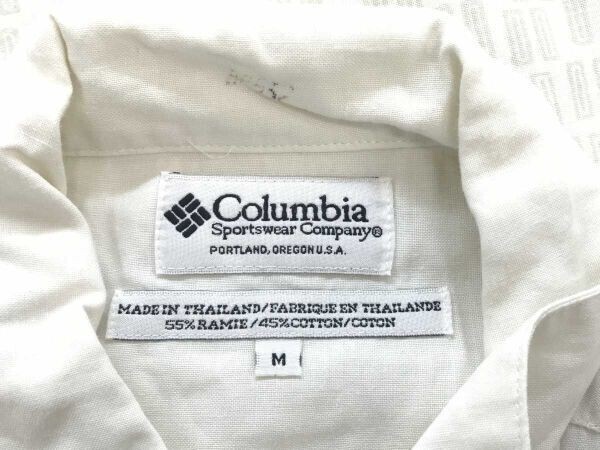 Columbia
Sportswear Company®
PORTLAND, OREGON U.S.A.
MADE IN THAILAND/FABRIQUE EN THAILANDE
55% RAMIE/45% COTTON/COTON
M